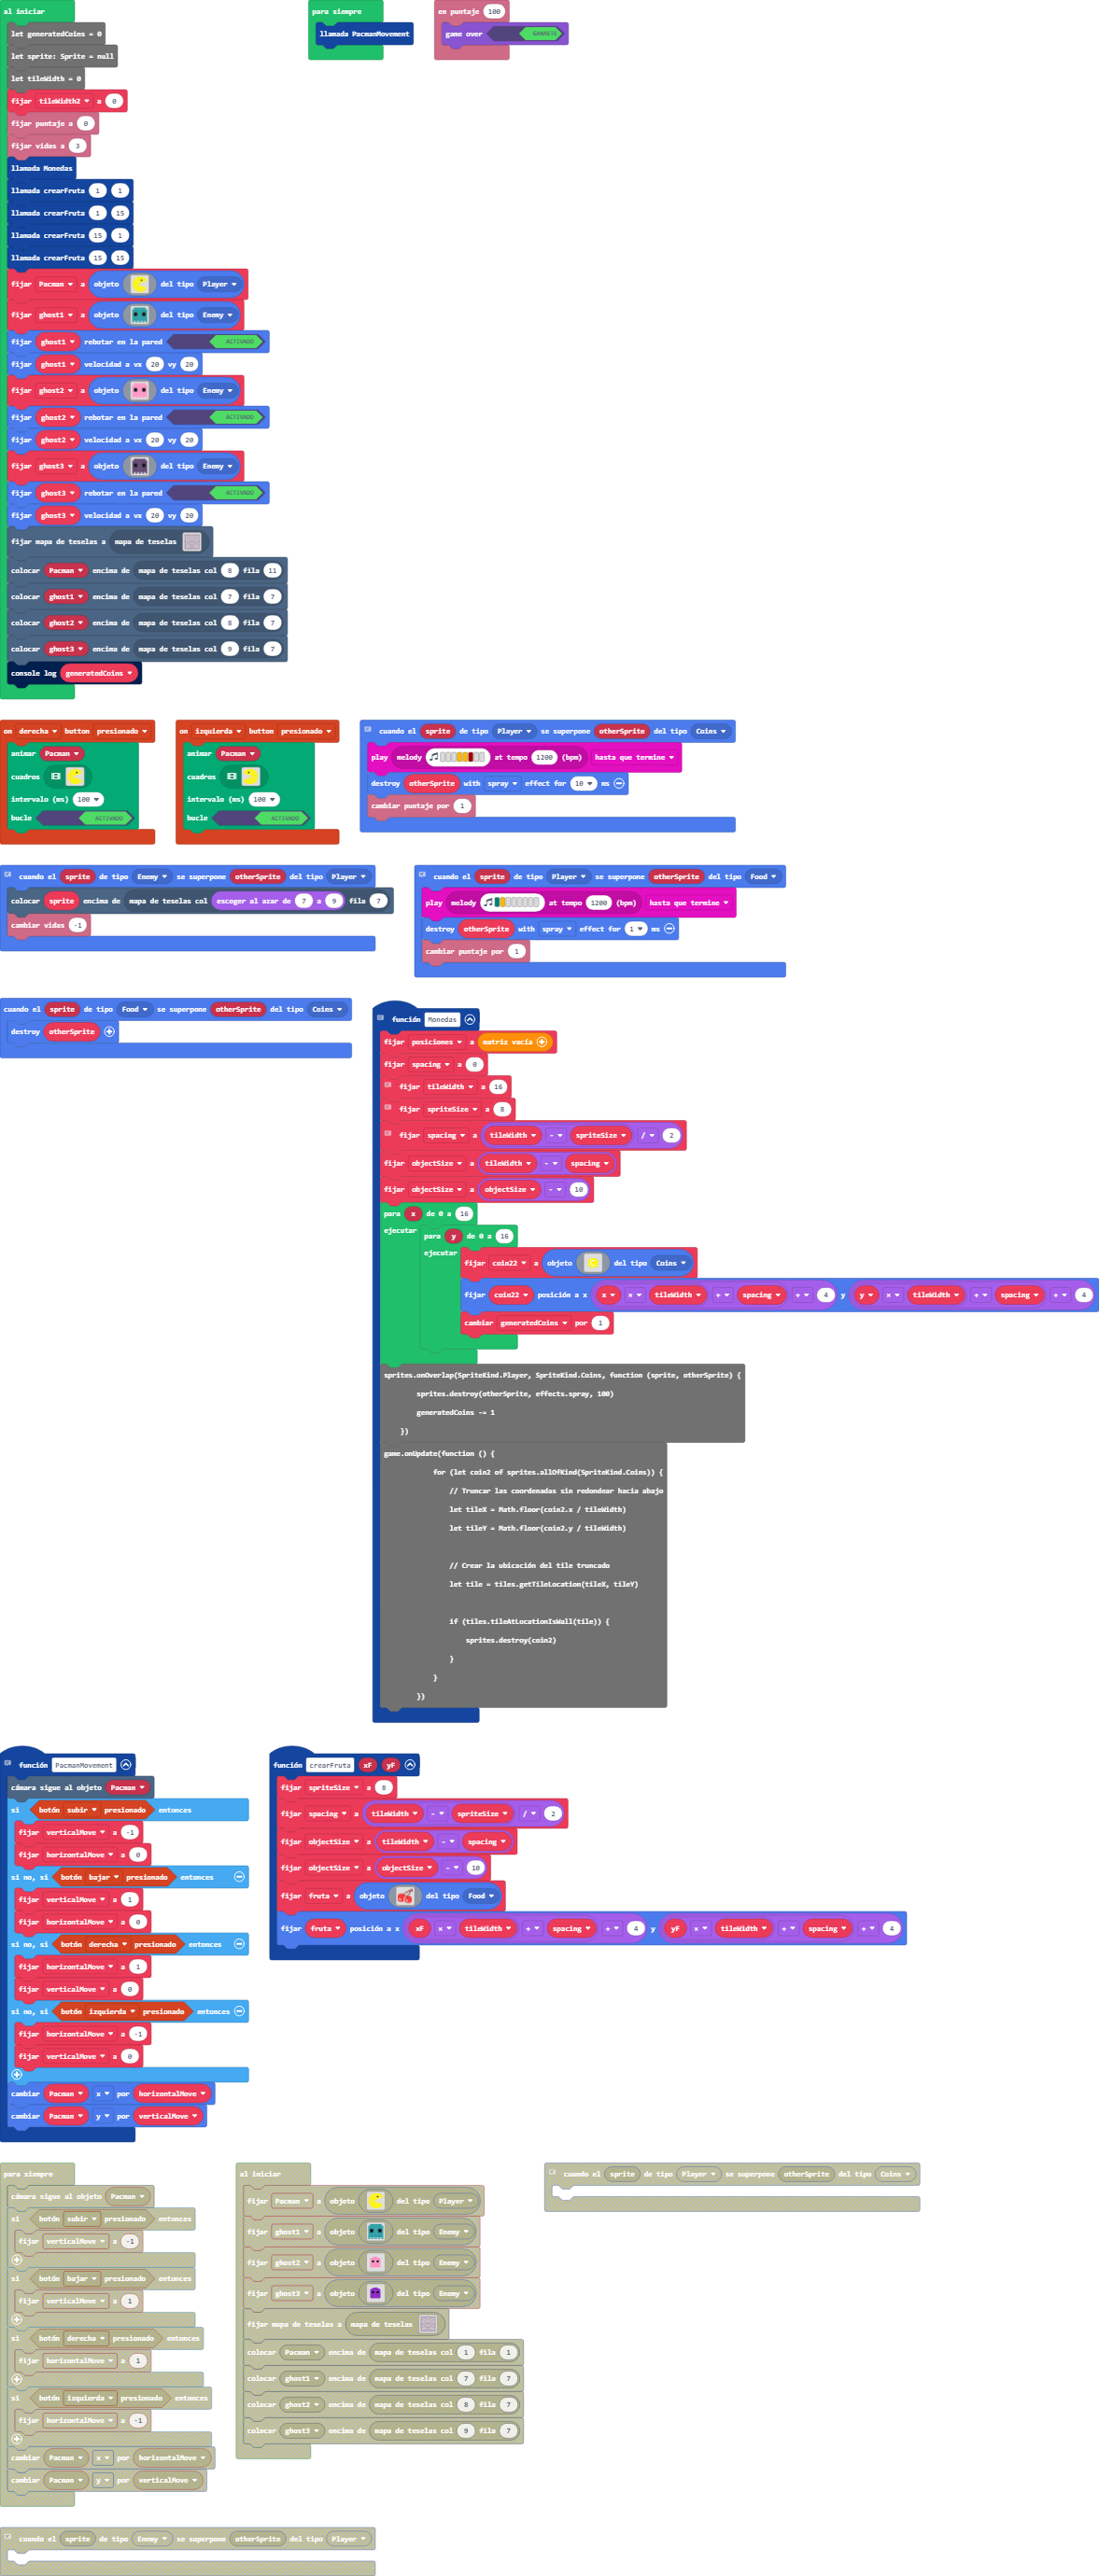 al iniciar
let generatedCoins = 0
let sprite: Sprite = null
let tileWidth = 0
fijar tileWidth2 a 0
fijar puntaje a 0
fijar vidas a 3
llamada Monedas
llamada crearFruta 1 1
llamada crearFruta 1 15
llamada crearFruta 15 1
llamada crearFruta 15 15
fijar Pacman a objeto del tipo Player
fijar ghost1 a objeto del tipo Enemy
fijar ghost1 rebotar en la pared ACTIVADO
fijar ghost1 velocidad a vx 20 vy 20
fijar ghost2 a objeto del tipo Enemy
fijar ghost2 rebotar en la pared ACTIVADO
fijar ghost2 velocidad a vx 20 vy 20
fijar ghost3 a objeto del tipo Enemy
fijar ghost3 rebotar en la pared ACTIVADO
fijar ghost3 velocidad a vx 20 vy 20
fijar mapa de teselas a mapa de teselas
colocar Pacman encima de mapa de teselas col 8 fila 11
colocar ghost1 encima de mapa de teselas col 7 fila 7
colocar ghost2 encima de mapa de teselas col 8 fila 7
colocar ghost3 encima de mapa de teselas col 9 fila 7
console log generatedCoins
para siempre
llamada PacmanMovement
en puntaje 100
game over GANASTE
on derecha button presionado
animar Pacman
cuadros
intervalo (ms) 100
bucle ACTIVADO
on izquierda button presionado
animar Pacman
cuadros
intervalo (ms) 100
bucle ACTIVADO
cuando el sprite de tipo Player se superpone otherSprite del tipo Coins
play melody at tempo 1200 (bpm) hasta que termine
destroy otherSprite with spray effect for 10 ms
cambiar puntaje por 1
cuando el sprite de tipo Enemy se superpone otherSprite del tipo Player
colocar sprite encima de mapa de teselas col escoger al azar de 7 a 9 fila 7
cambiar vidas -1
cuando el sprite de tipo Player se superpone otherSprite del tipo Food
play melody at tempo 1200 (bpm) hasta que termine
destroy otherSprite with spray effect for 1 ms
cambiar puntaje por 1
cuando el sprite de tipo Food se superpone otherSprite del tipo Coins
destroy otherSprite
función Monedas
fijar posiciones a matriz vacía
fijar spacing a 0
fijar tileWidth a 16
fijar spriteSize a 8
fijar spacing a tileWidth - spriteSize / 2
fijar objectSize a tileWidth - spacing
fijar objectSize a objectSize - 10
para x de 0 a 16
ejecutar para y de 0 a 16
ejecutar fijar coin22 a objeto del tipo Coins
fijar coin22 posición a x x × tileWidth + spacing + 4 y y × tileWidth + spacing + 4
cambiar generatedCoins por 1
sprites.onOverlap(SpriteKind.Player, SpriteKind.Coins, function (sprite, otherSprite) {
sprites.destroy(otherSprite, effects.spray, 100)
generatedCoins -= 1
})
game.onUpdate(function () {
for (let coin2 of sprites.allOfKind(SpriteKind.Coins)) {
// Truncar las coordenadas sin redondear hacia abajo
let tileX = Math.floor(coin2.x / tileWidth)
let tileY = Math.floor(coin2.y / tileWidth)
// Crear la ubicación del tile truncado
let tile = tiles.getTileLocation(tileX, tileY)
if (tiles.tileAtLocationIsWall(tile)) {
sprites.destroy(coin2)
}
}
})
función PacmanMovement
cámara sigue al objeto Pacman
si botón subir presionado entonces
fijar verticalMove a -1
fijar horizontalMove a 0
si no, si botón bajar presionado entonces
fijar verticalMove a 1
fijar horizontalMove a 0
si no, si botón derecha presionado entonces
fijar horizontalMove a 1
fijar verticalMove a 0
si no, si botón izquierda presionado entonces
fijar horizontalMove a -1
fijar verticalMove a 0
cambiar Pacman x por horizontalMove
cambiar Pacman y por verticalMove
función crearFruta xF yF
fijar spriteSize a 8
fijar spacing a tileWidth - spriteSize / 2
fijar objectSize a tileWidth - spacing
fijar objectSize a objectSize - 10
fijar fruta a objeto del tipo Food
fijar fruta posición a x xF × tileWidth + spacing + 4 y yF × tileWidth + spacing + 4
para siempre
cámara sigue al objeto Pacman
si botón subir presionado entonces
fijar verticalMove a -1
si botón bajar presionado entonces
fijar verticalMove a 1
si botón derecha presionado entonces
fijar horizontalMove a 1
si botón izquierda presionado entonces
fijar horizontalMove a -1
cambiar Pacman x por horizontalMove
cambiar Pacman y por verticalMove
al iniciar
fijar Pacman a objeto del tipo Player
fijar ghost1 a objeto del tipo Enemy
fijar ghost2 a objeto del tipo Enemy
fijar ghost3 a objeto del tipo Enemy
fijar mapa de teselas a mapa de teselas
colocar Pacman encima de mapa de teselas col 1 fila 1
colocar ghost1 encima de mapa de teselas col 7 fila 7
colocar ghost2 encima de mapa de teselas col 8 fila 7
colocar ghost3 encima de mapa de teselas col 9 fila 7
cuando el sprite de tipo Player se superpone otherSprite del tipo Coins
cuando el sprite de tipo Enemy se superpone otherSprite del tipo Player